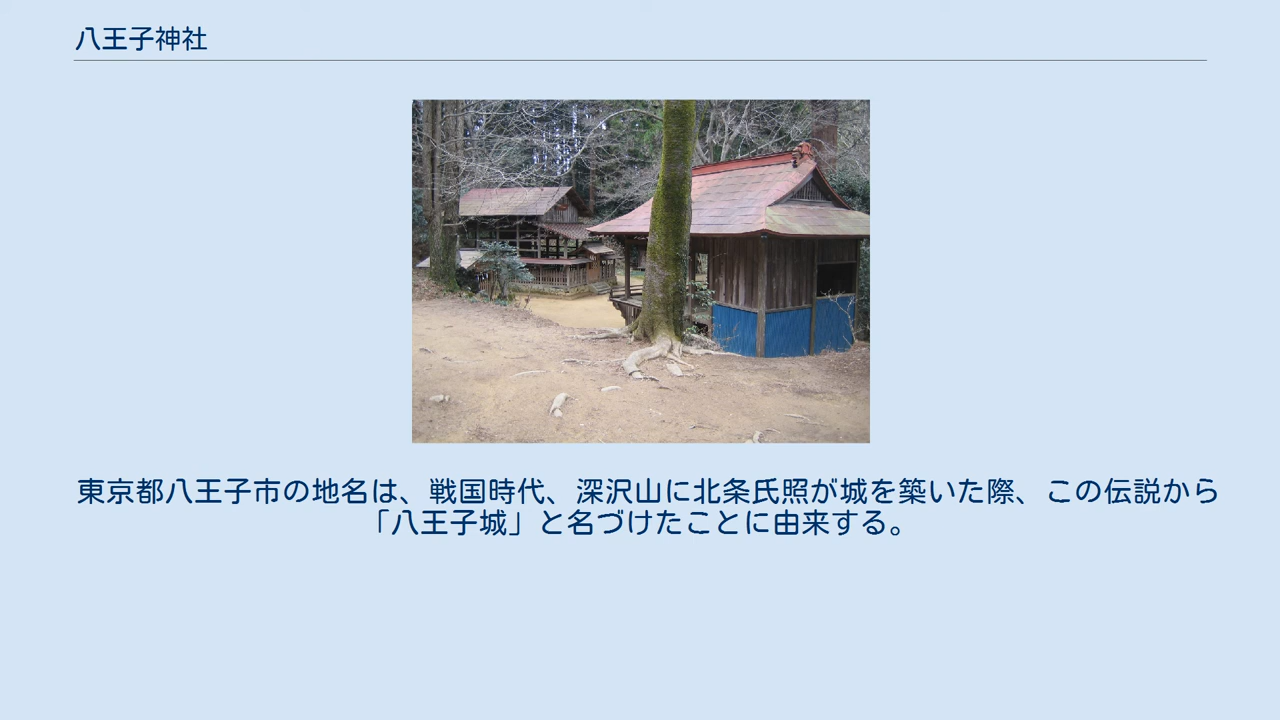 八王子神社
東京都八王子市の地名は、戦国時代、深沢山に北条氏照が城を築いた際、この伝説から
「八王子城」と名づけたことに由来する。